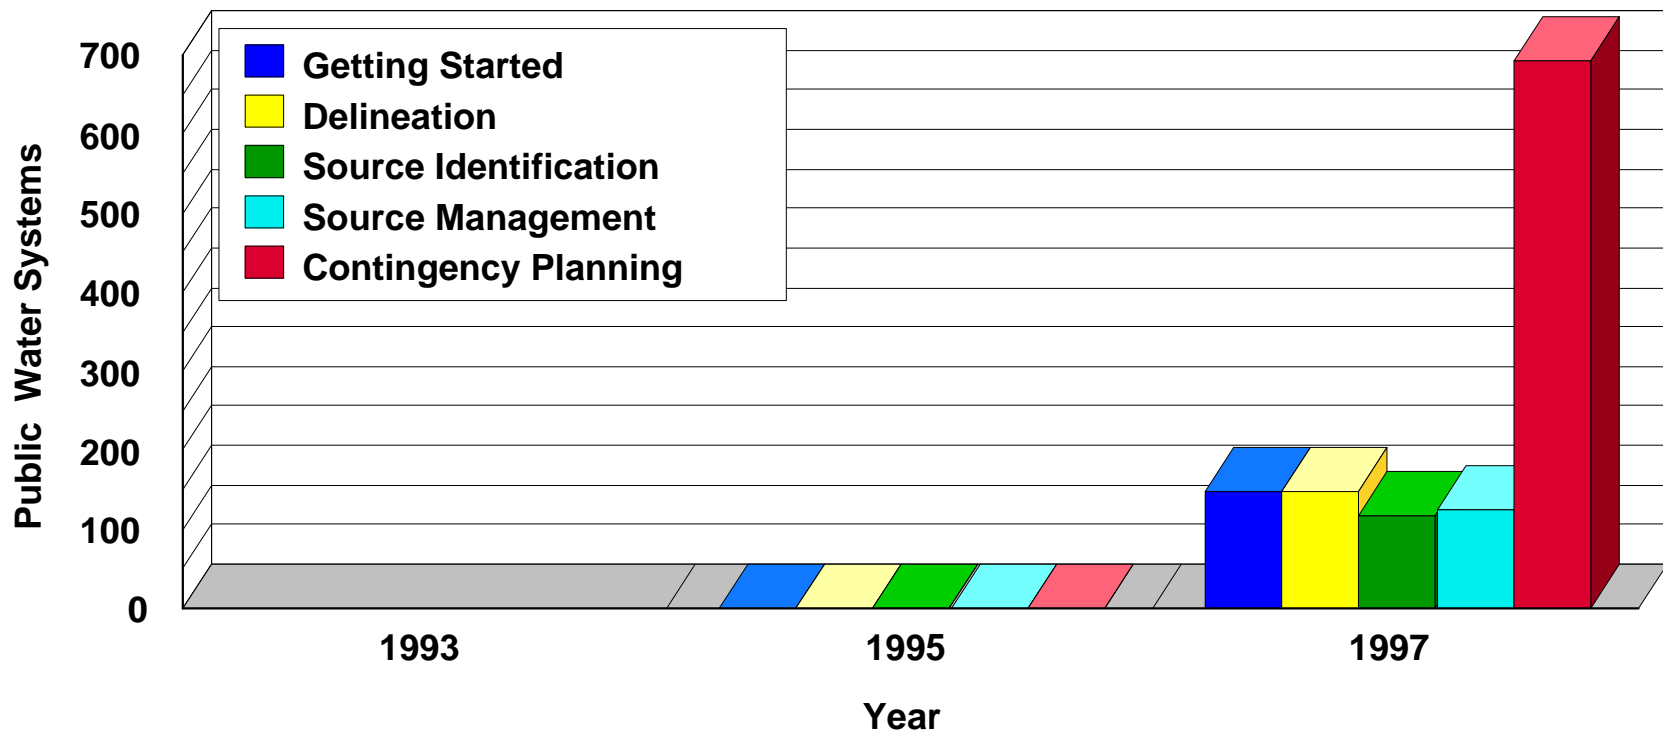 Public Water Systems
700
600
500
400
300
200
100
0
Getting Started
Delineation
Source Identification
Source Management
Contingency Planning
1993 1995 1997
Year